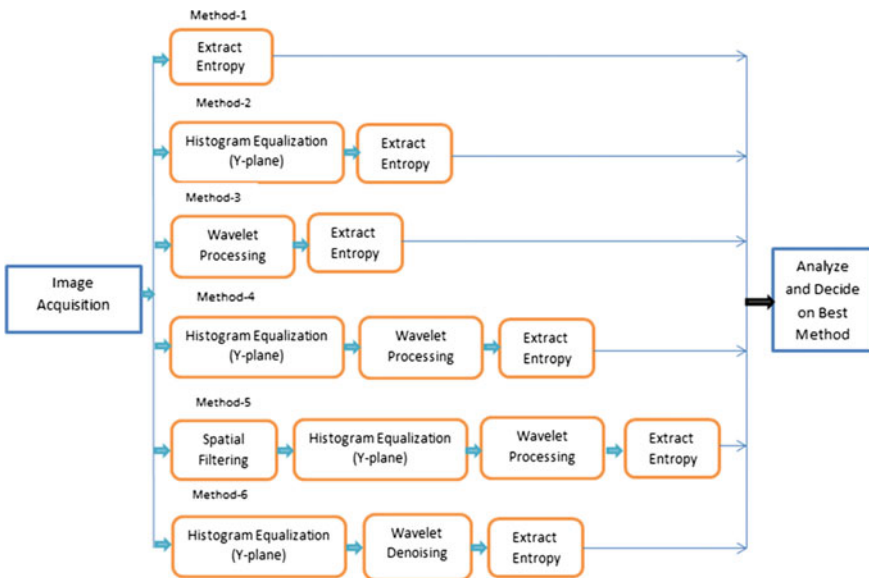 Method-1
Extract
Entropy
Method-2
Histogram Equalization
(Y-plane)
Extract
Entropy
Method-3
Wavelet
Processing
Extract
Entropy
Image
Acquisition
Analyze
and Decide
on Best
Method
Method-4
Histogram Equalization
(Y-plane)
Wavelet
Processing
Extract
Entropy
Method-5
Spatial
Filtering
Histogram Equalization
(Y-plane)
Wavelet
Processing
Extract
Entropy
Method-6
Histogram Equalization
(Y-plane)
Wavelet
Denoising
Extract
Entropy